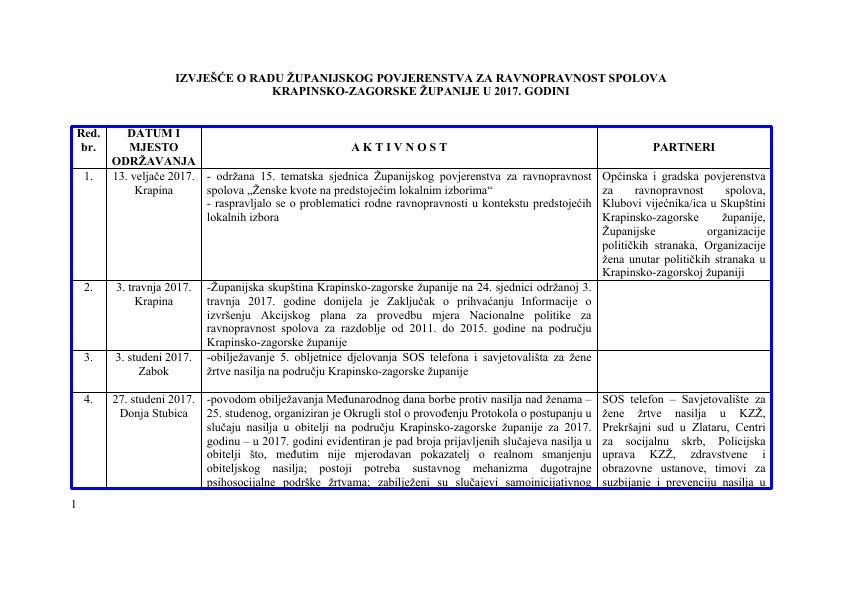 IZVJEŠĆE O RADU ŽUPANIJSKOG POVJERENSTVA ZA RAVNOPRAVNOST SPOLOVA
KRAPINSKO-ZAGORSKE ŽUPANIJE U 2017. GODINI
Red. br.
DATUM I MJESTO ODRŽAVANJA
A K T I V N O S T
PARTNERI
1.
13. veljače 2017.
Krapina
- održana 15. tematska sjednica Županijskog povjerenstva za ravnopravnost
spolova „Ženske kvote na predstojećim lokalnim izborima“
- raspravljalo se o problematici rodne ravnopravnosti u kontekstu predstojećih
lokalnih izbora
Općinska i gradska povjerenstva
za ravnopravnost spolova,
Klubovi vijećnika/ica u Skupštini
Krapinsko-zagorske županije,
Županijske organizacije
političkih stranaka, Organizacije
žena unutar političkih stranaka u
Krapinsko-zagorskoj županiji
2.
3. travnja 2017.
Krapina
-Županijska skupština Krapinsko-zagorske županije na 24. sjednici održanoj 3.
travnja 2017. godine donijela je Zaključak o prihvaćanju Informacije o
izvršenju Akcijskog plana za provedbu mjera Nacionalne politike za
ravnopravnost spolova za razdoblje od 2011. do 2015. godine na području
Krapinsko-zagorske županije
3.
3. studeni 2017.
Zabok
-obilježavanje 5. obljetnice djelovanja SOS telefona i savjetovališta za žene
žrtve nasilja na području Krapinsko-zagorske županije
4.
27. studeni 2017.
Donja Stubica
-povodom obilježavanja Međunarodnog dana borbe protiv nasilja nad ženama –
25. studenog, organiziran je Okrugli stol o provođenju Protokola o postupanju u
slučaju nasilja u obitelji na području Krapinsko-zagorske županije za 2017.
godinu – u 2017. godini evidentiran je pad broja prijavljenih slučajeva nasilja u
obitelji što, međutim nije mjerodavan pokazatelj o realnom smanjenju
obiteljskog nasilja; postoji potreba sustavnog mehanizma dugotrajne
psihosocijalne podrške žrtvama; zabilježeni su slučajevi samoinicijativnog
SOS telefon – Savjetovalište za
žene žrtve nasilja u KZŽ,
Prekršajni sud u Zlataru, Centri
za socijalnu skrb, Policijska
uprava KZŽ, zdravstvene i
obrazovne ustanove, timovi za
suzbijanje i prevenciju nasilja u
1